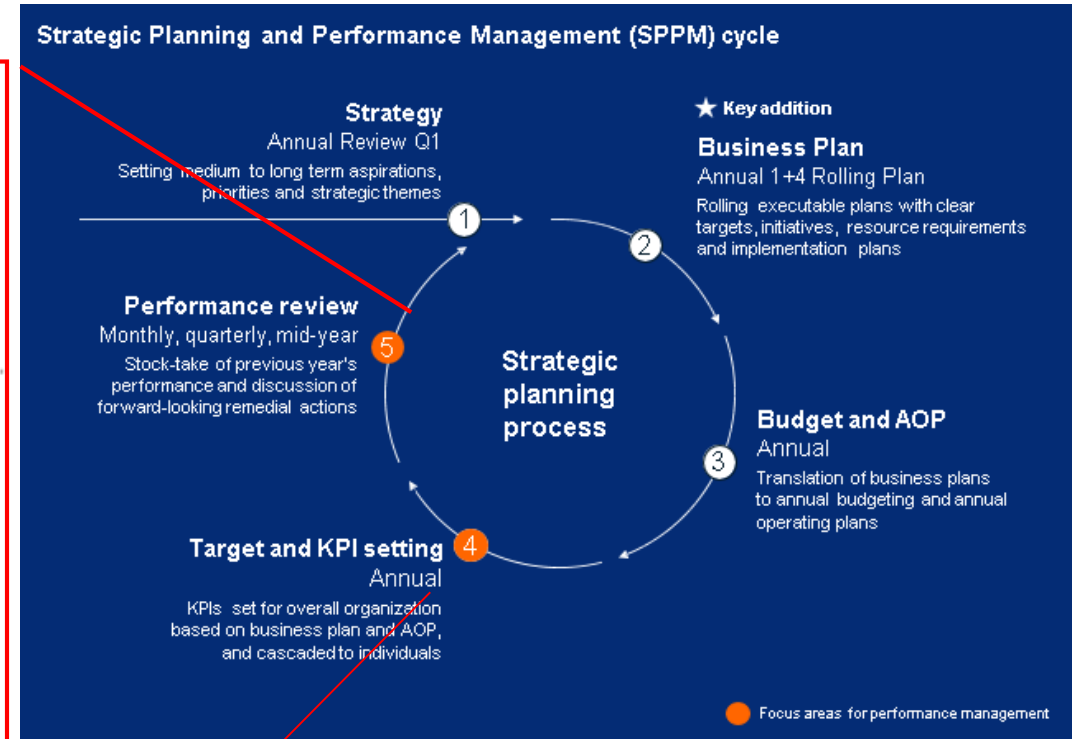 Strategic Planning and Performance Management (SPPM) cycle
Strategy
Annual Review Q1
Setting medium to long term aspirations,
priorities and strategic themes
1
★ Key addition
Business Plan
Annual 1+4 Rolling Plan
Rolling executable plans with clear
targets, initiatives, resource requirements
and implementation plans
2
Budget and AOP
Annual
Translation of business plans
to annual budgeting and annual
operating plans
3
Target and KPI setting
Annual
KPIs set for overall organization
based on business plan and AOP,
and cascaded to individuals
4
Performance review
Monthly, quarterly, mid-year
Stock-take of previous year's
performance and discussion of
forward-looking remedial actions
5
Strategic
planning
process
Focus areas for performance management